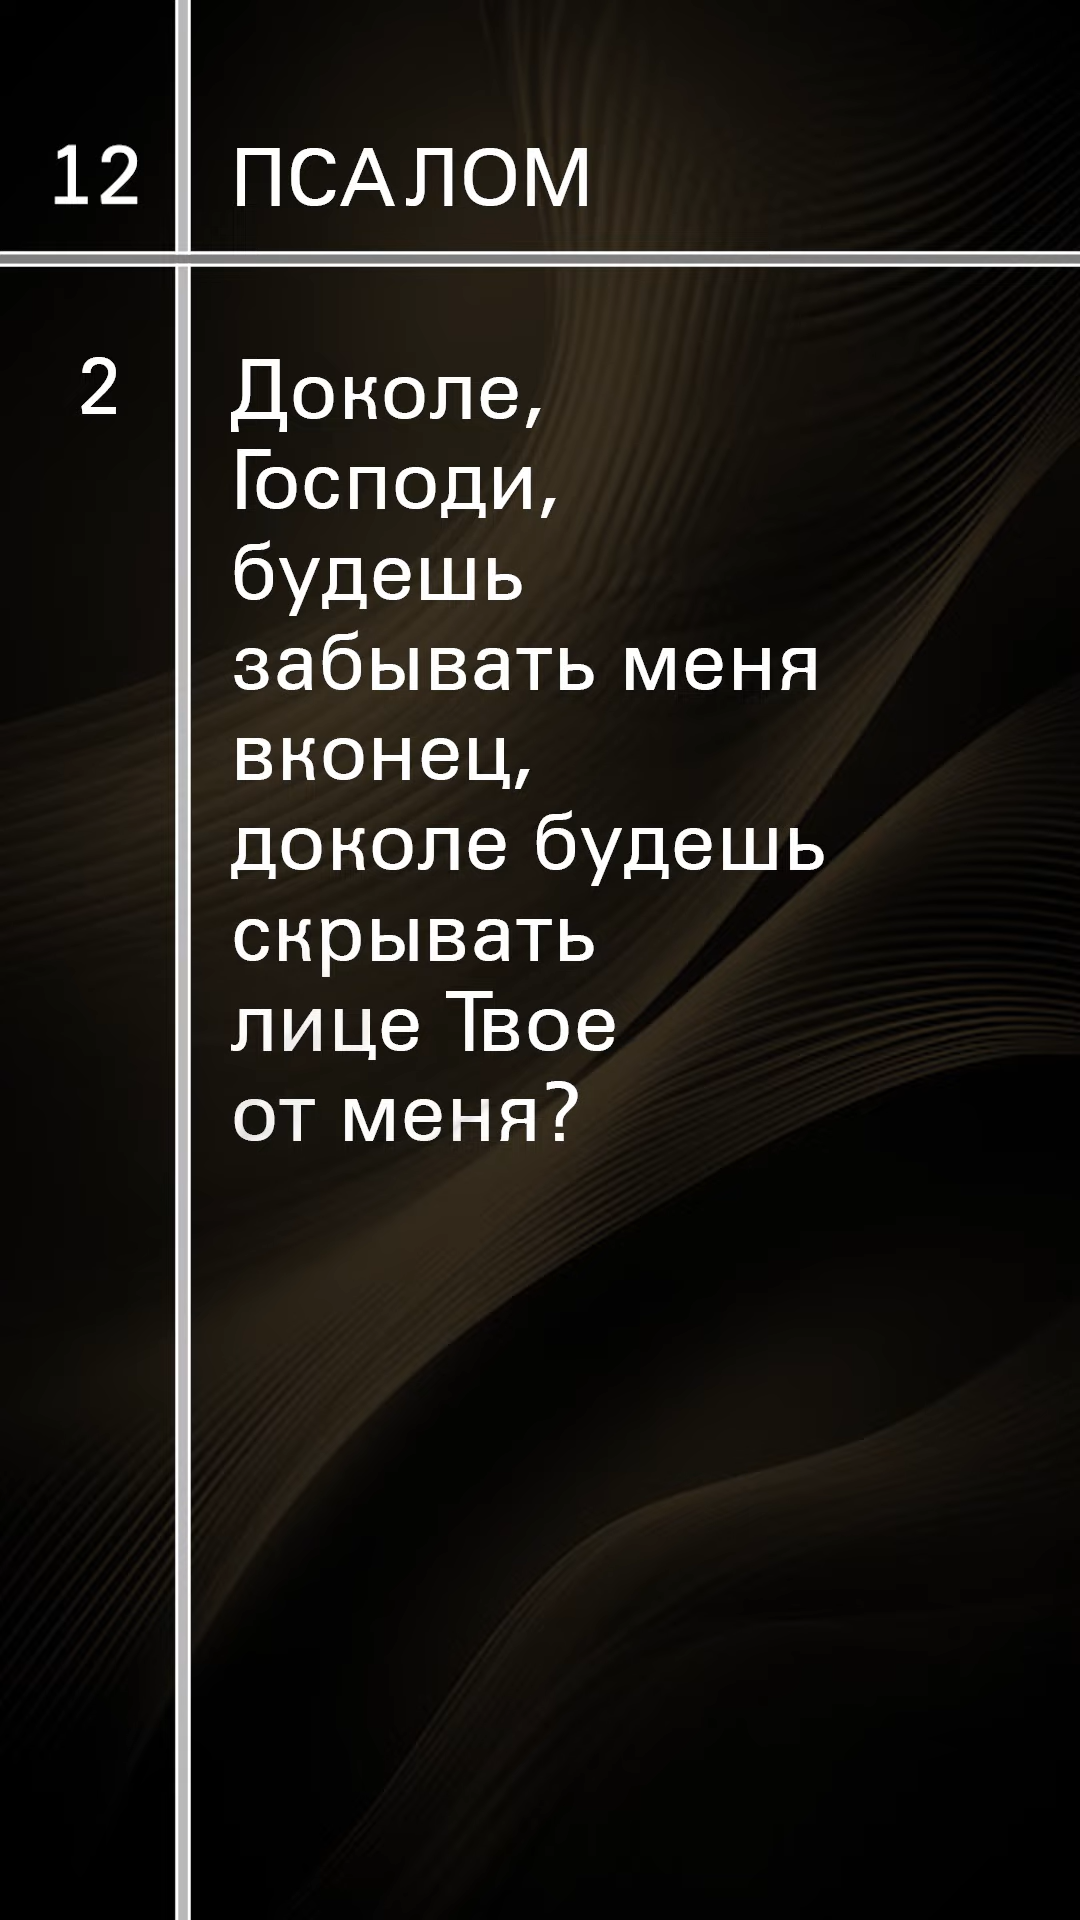 12 ПСАЛОМ
2 Доколе,
Господи,
будешь
забывать меня
вконец,
доколе будешь
скрывать
лице Твое
от меня?